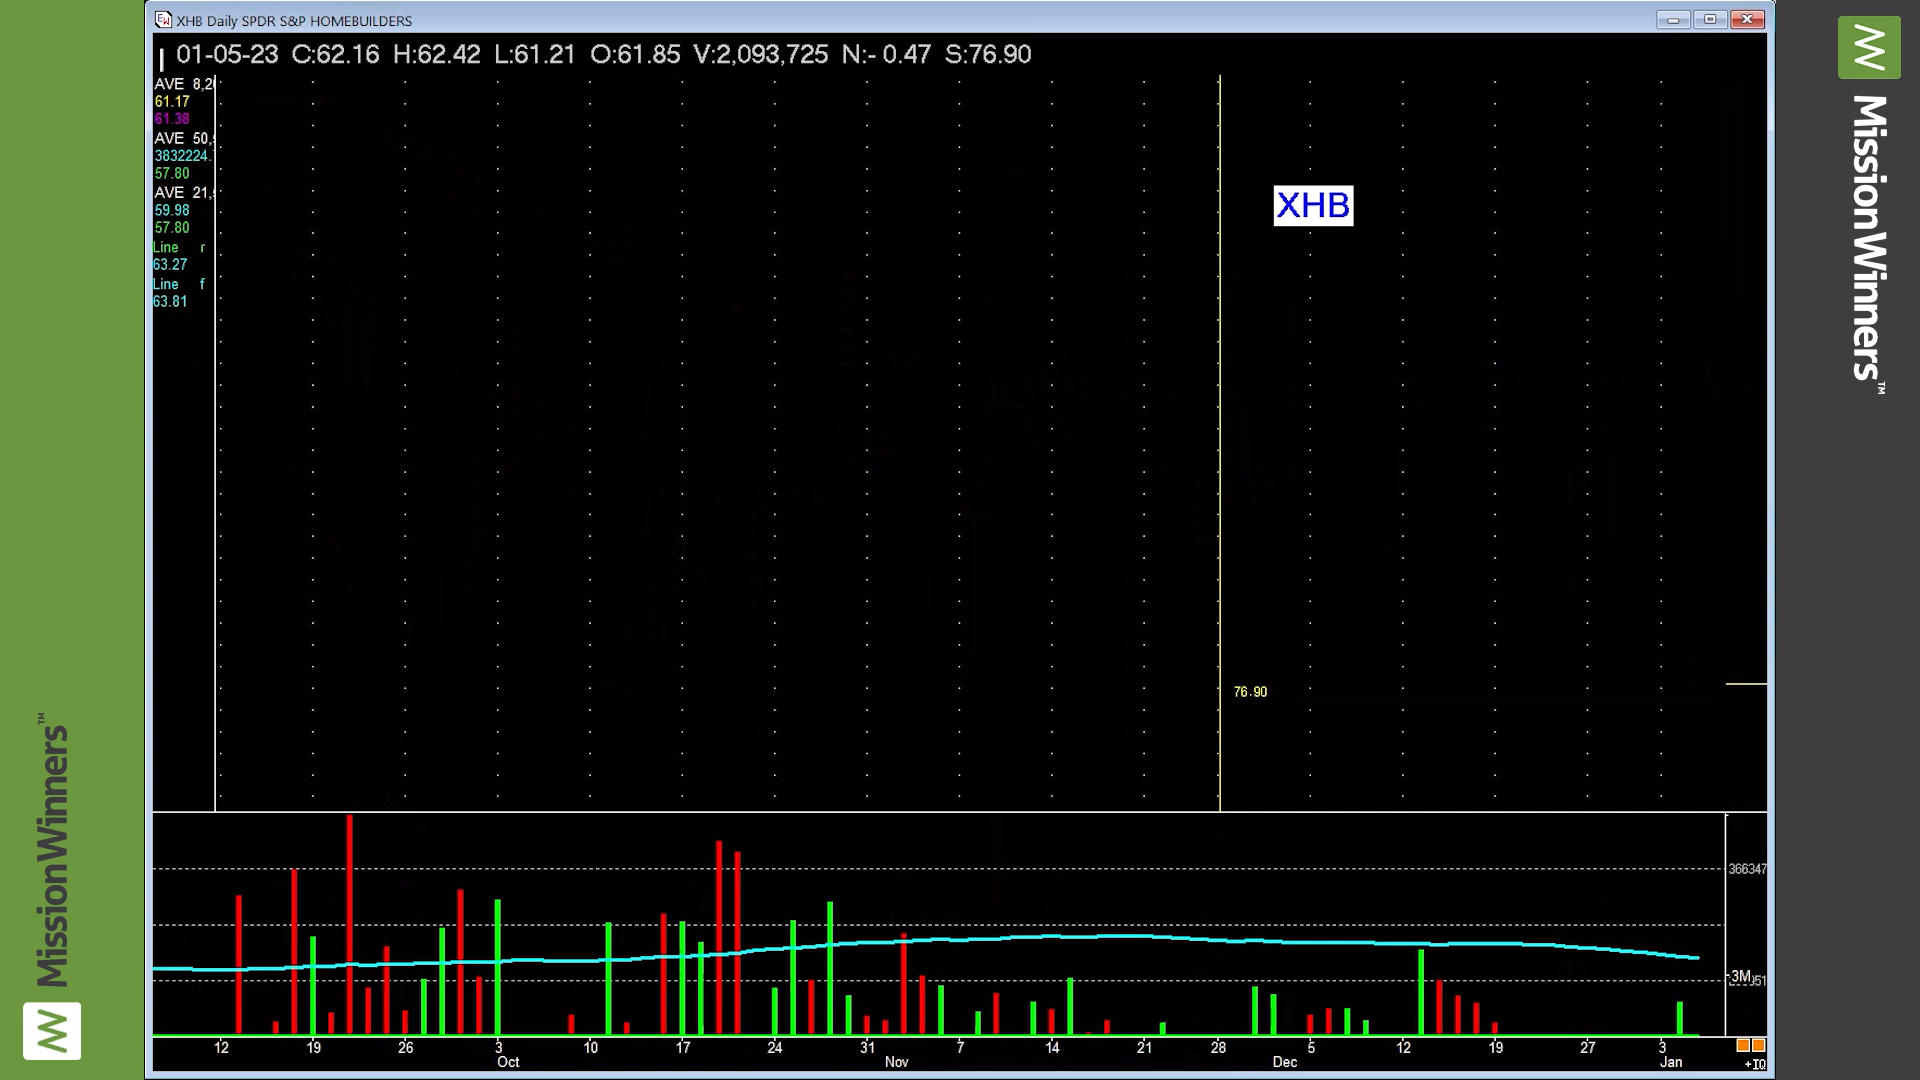 XHB Daily SPDR S&P HOMEBUILDERS
01-05-23 C:62.16 H:62.42 L:61.21 O:61.85 V:2,093,725 N:- 0.47 S:76.90
AVE 8,2
61.17
61.38
AVE 50,
3832224.
57.80
AVE 21,
59.98
57.80
Line r
63.27
Line f
63.81
XHB
76.90
366347
3M
12 19 26 3 10 17 24 31 7 14 21 28 5 12 19 27 3
Oct Nov Dec Jan
+IQ
MissionWinners™
MissionWinners™